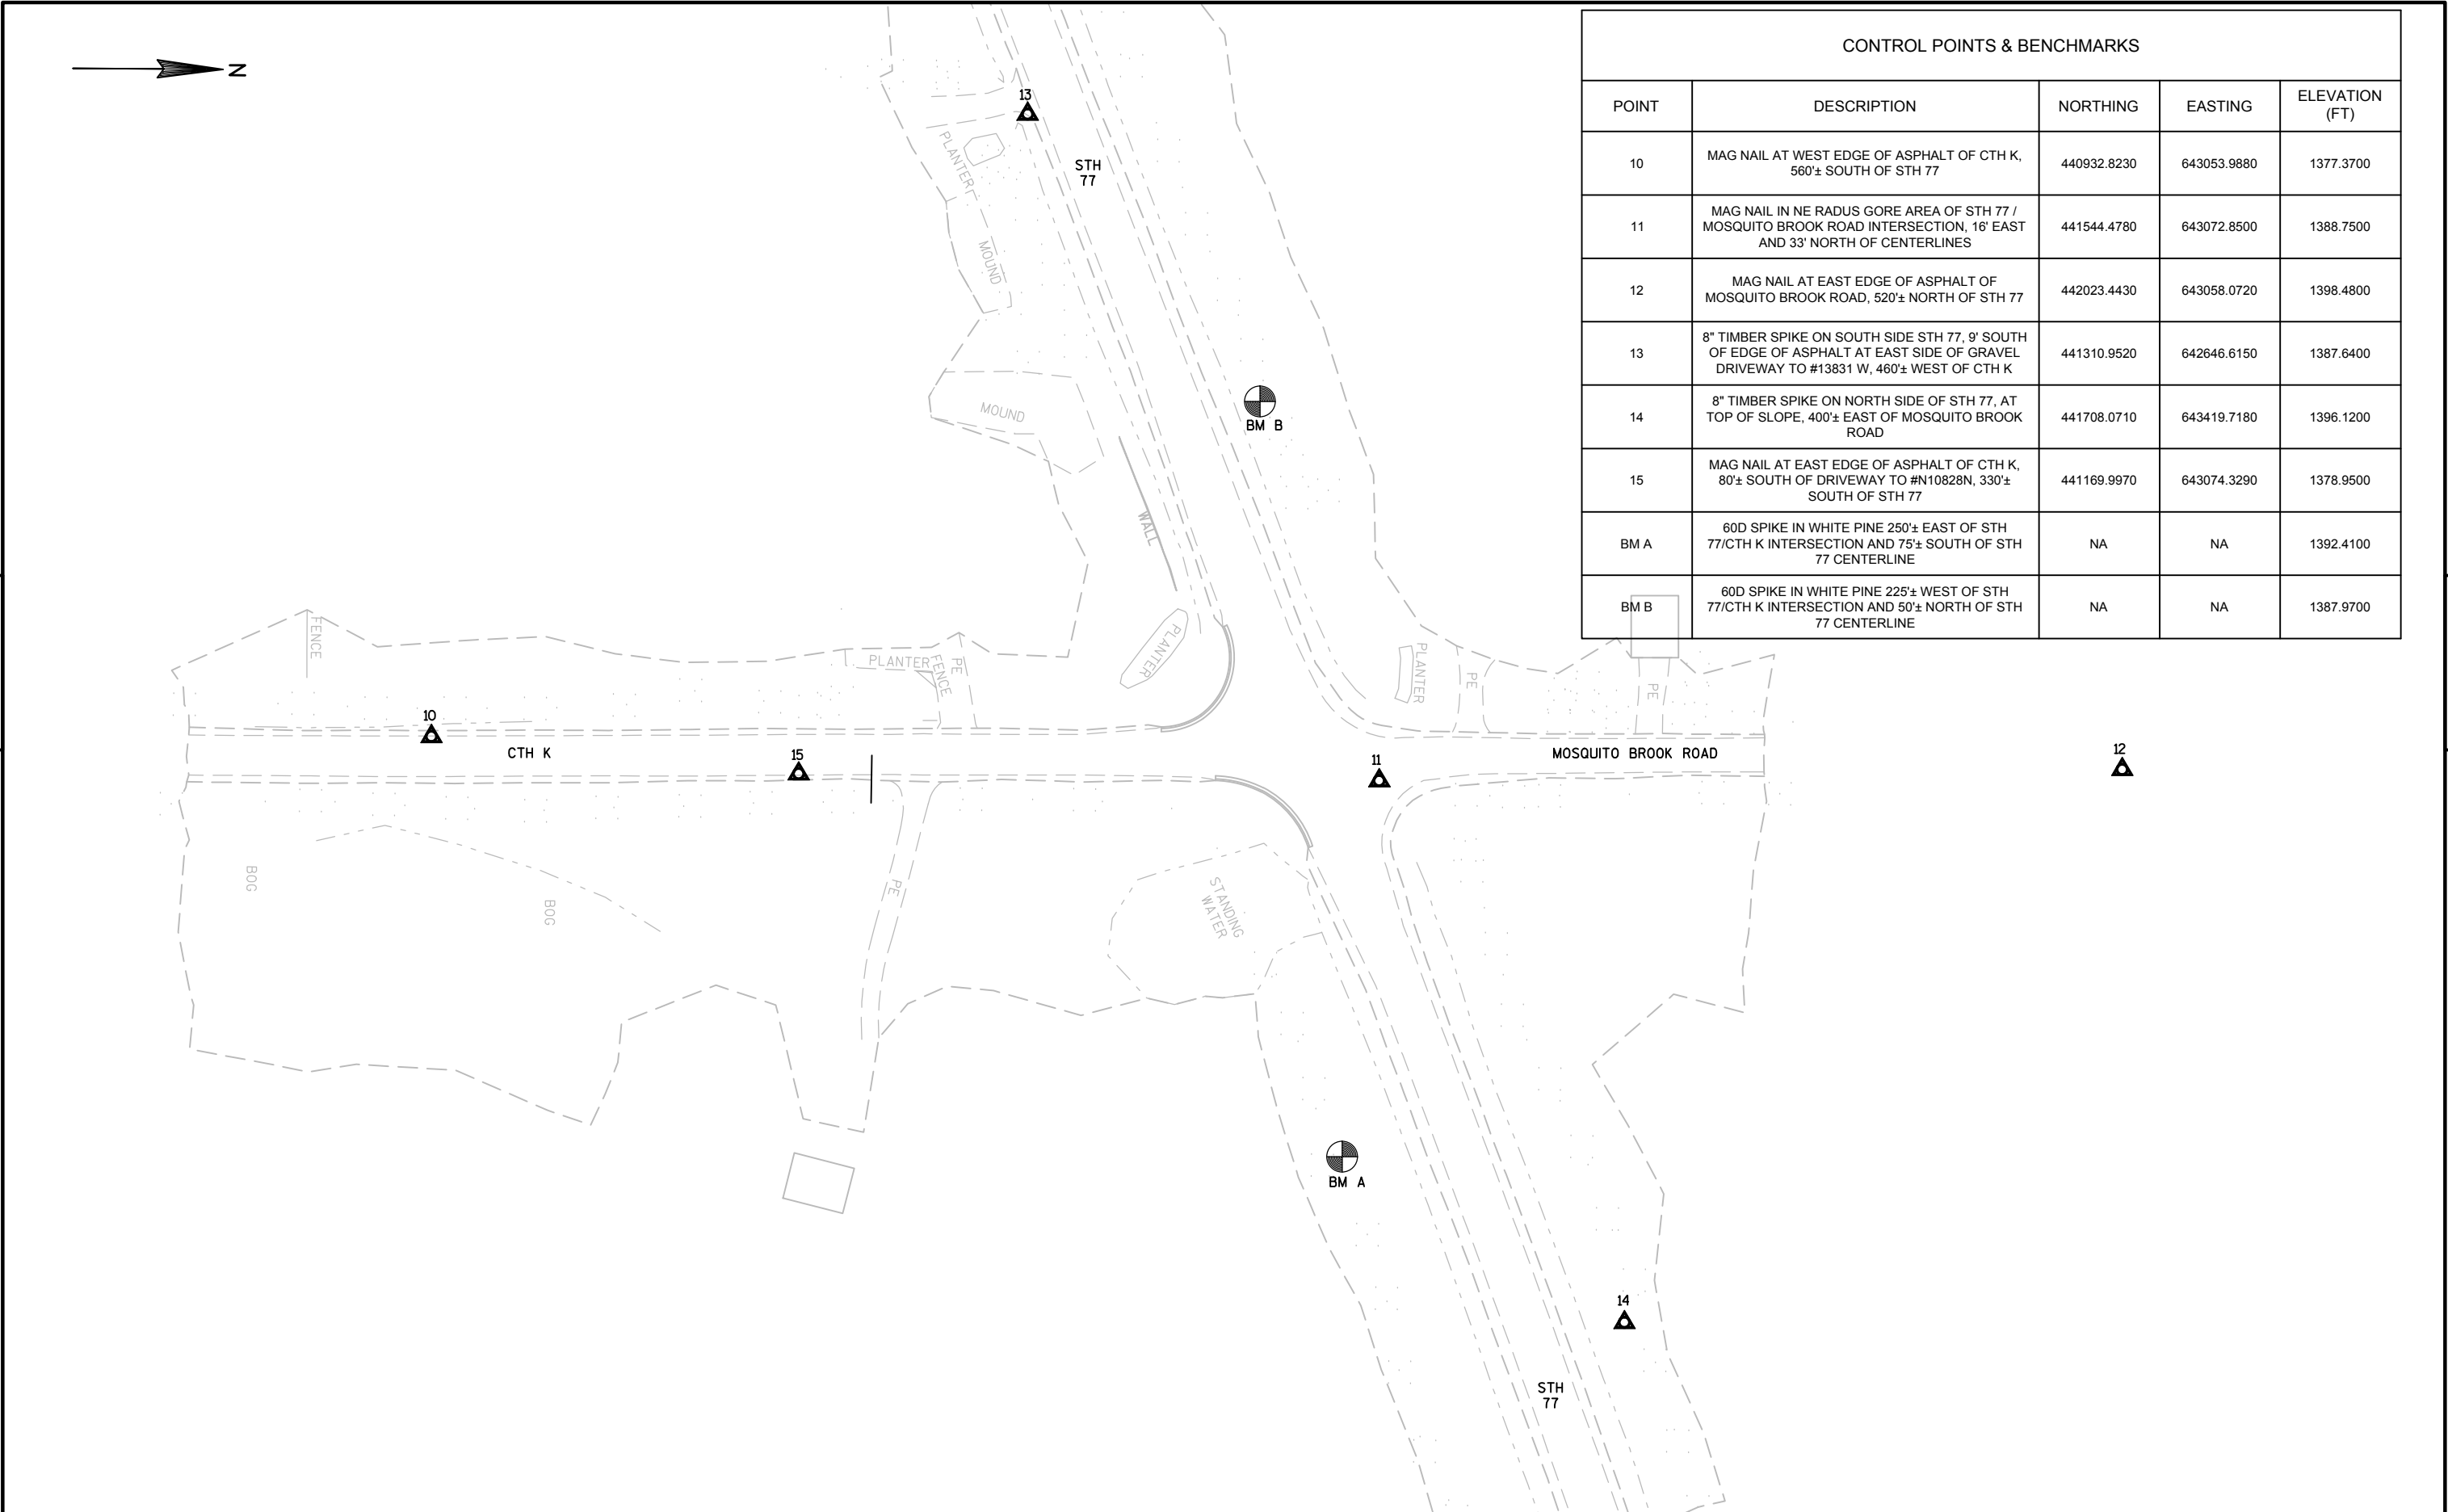 CONTROL POINTS & BENCHMARKS
POINT DESCRIPTION NORTHING EASTING ELEVATION
(FT)
10 MAG NAIL AT WEST EDGE OF ASPHALT OF CTH K,
560'± SOUTH OF STH 77 440932.8230 643053.9880 1377.3700
11 MAG NAIL IN NE RADUS GORE AREA OF STH 77 /
MOSQUITO BROOK ROAD INTERSECTION, 16' EAST
AND 33' NORTH OF CENTERLINES 441544.4780 643072.8500 1388.7500
12 MAG NAIL AT EAST EDGE OF ASPHALT OF
MOSQUITO BROOK ROAD, 520'± NORTH OF STH 77 442023.4430 643058.0720 1398.4800
13 8" TIMBER SPIKE ON SOUTH SIDE STH 77, 9' SOUTH
OF EDGE OF ASPHALT AT EAST SIDE OF GRAVEL
DRIVEWAY TO #13831 W, 460'± WEST OF CTH K 441310.9520 642646.6150 1387.6400
14 8" TIMBER SPIKE ON NORTH SIDE OF STH 77, AT
TOP OF SLOPE, 400'± EAST OF MOSQUITO BROOK
ROAD 441708.0710 643419.7180 1396.1200
15 MAG NAIL AT EAST EDGE OF ASPHALT OF CTH K,
80'± SOUTH OF DRIVEWAY TO #N10828N, 330'±
SOUTH OF STH 77 441169.9970 643074.3290 1378.9500
BM A 60D SPIKE IN WHITE PINE 250'± EAST OF STH
77/CTH K INTERSECTION AND 75'± SOUTH OF STH
77 CENTERLINE NA NA 1392.4100
BM B 60D SPIKE IN WHITE PINE 225'± WEST OF STH
77/CTH K INTERSECTION AND 50'± NORTH OF STH
77 CENTERLINE NA NA 1387.9700
N
13
PLANTER
STH
77
MOUND
MOUND
BM B
WALL
FENCE
PLANTER
FENCE
PE
PLANTER
PLANTER
PE
PE
10
CTH K
15
11
MOSQUITO BROOK ROAD
12
BOG
BOG
PE
STANDING
WATER
BM A
14
STH
77